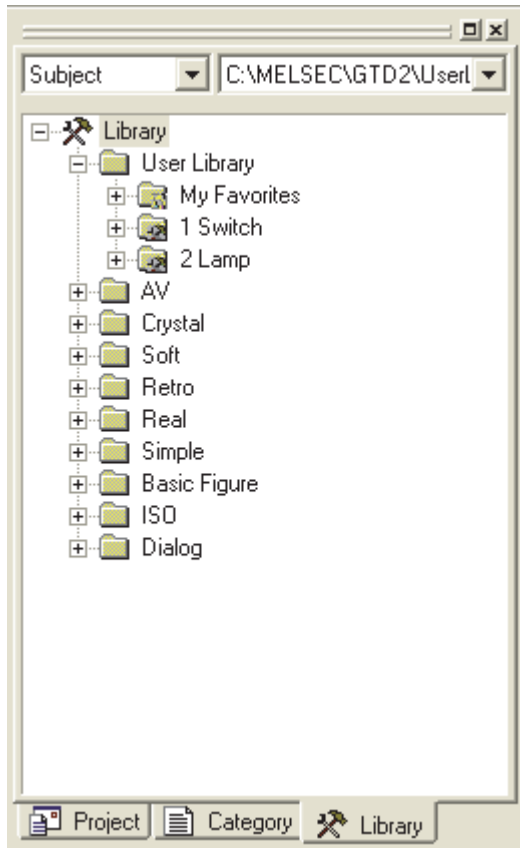 Subject C:\MELSEC\GTD2\Userl
Library
User Library
My Favorites
1 Switch
2 Lamp
AV
Crystal
Soft
Retro
Real
Simple
Basic Figure
ISO
Dialog
Project Category Library